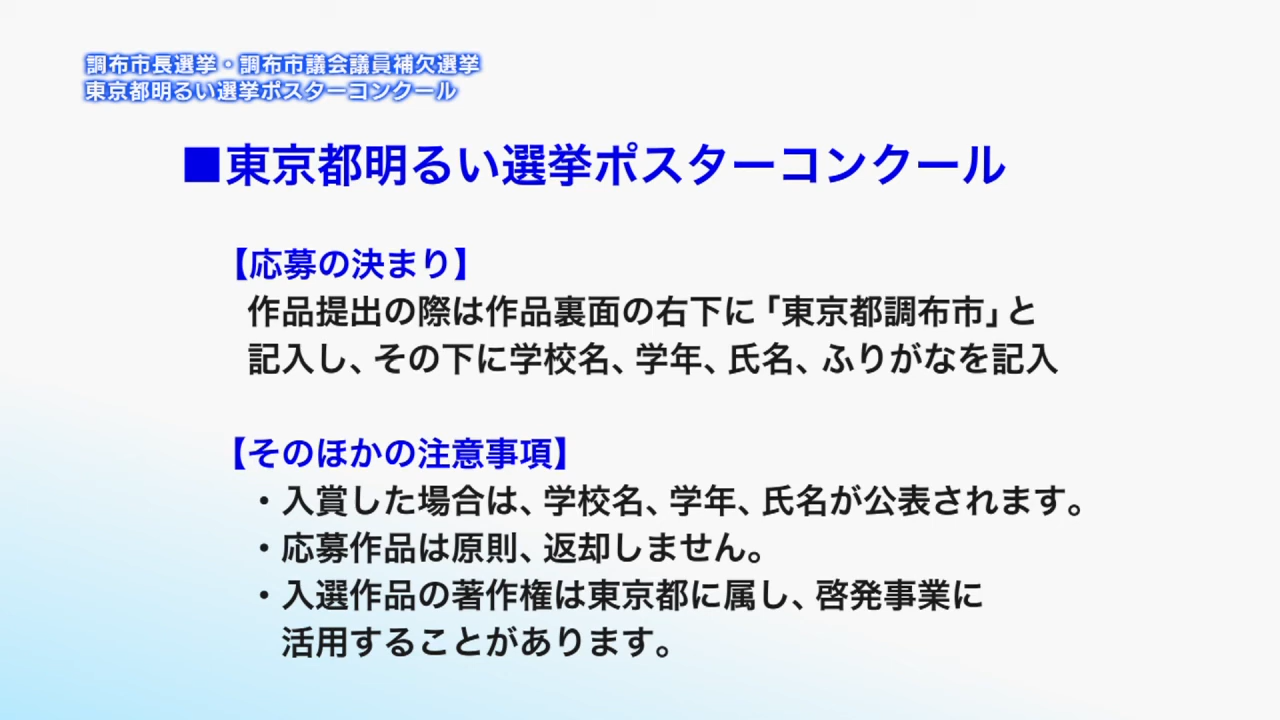 調布市長選挙・調布市議会議員補欠選挙
東京都明るい選挙ポスターコンクール
■東京都明るい選挙ポスターコンクール
【応募の決まり】
作品提出の際は作品裏面の右下に「東京都調布市」と
記入し、その下に学校名、学年、氏名、ふりがなを記入
【そのほかの注意事項】
・入賞した場合は、学校名、学年、氏名が公表されます。
・応募作品は原則、返却しません。
・入選作品の著作権は東京都に属し、啓発事業に
活用することがあります。